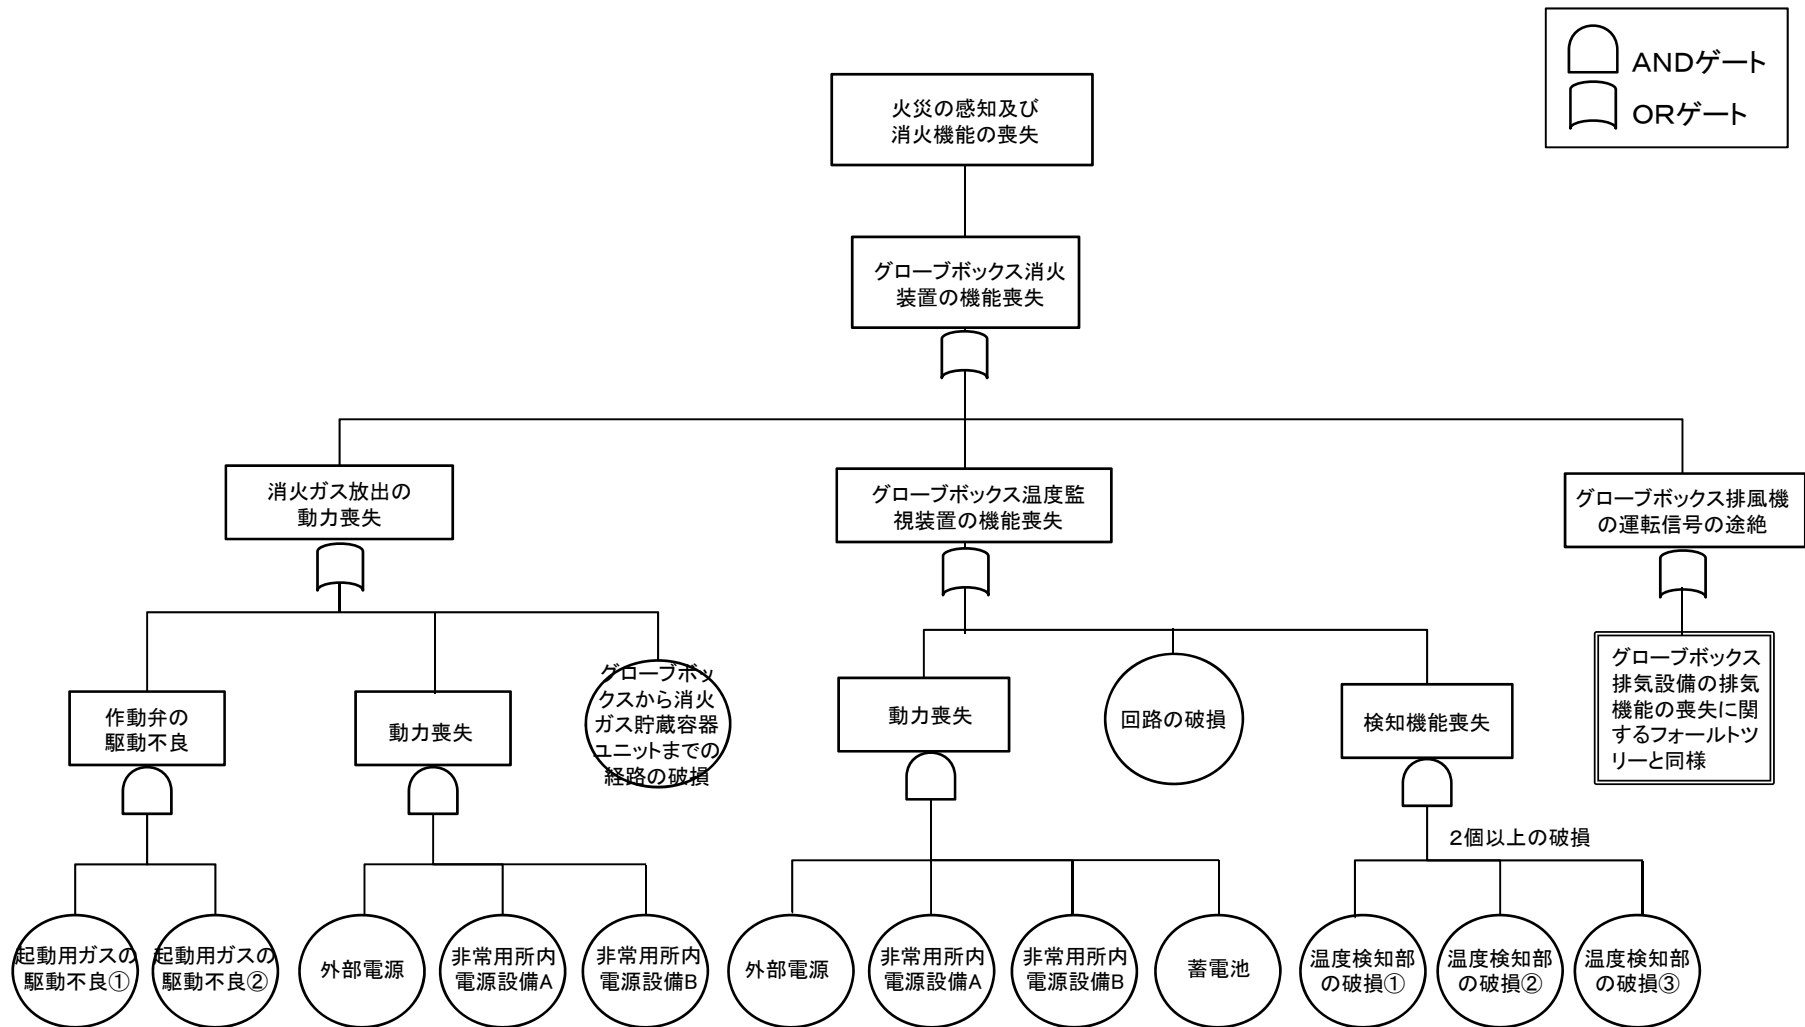 ANDゲート
ORゲート
火災の感知及び
消火機能の喪失
グローブボックス消火
装置の機能喪失
消火ガス放出の
動力喪失
グローブボックス温度監
視装置の機能喪失
グローブボックス排風機
の運転信号の途絶
作動弁の
駆動不良
動力喪失
グローブボッ
クスから消火
ガス貯蔵容器
ユニットまでの
経路の破損
動力喪失
回路の破損
検知機能喪失
グローブボックス
排気設備の排気
機能の喪失に関
するフォールトツ
リーと同様
2個以上の破損
起動用ガスの
駆動不良①
起動用ガスの
駆動不良②
外部電源
非常用所内
電源設備A
非常用所内
電源設備B
外部電源
非常用所内
電源設備A
非常用所内
電源設備B
蓄電池
温度検知部
の破損①
温度検知部
の破損②
温度検知部
の破損③